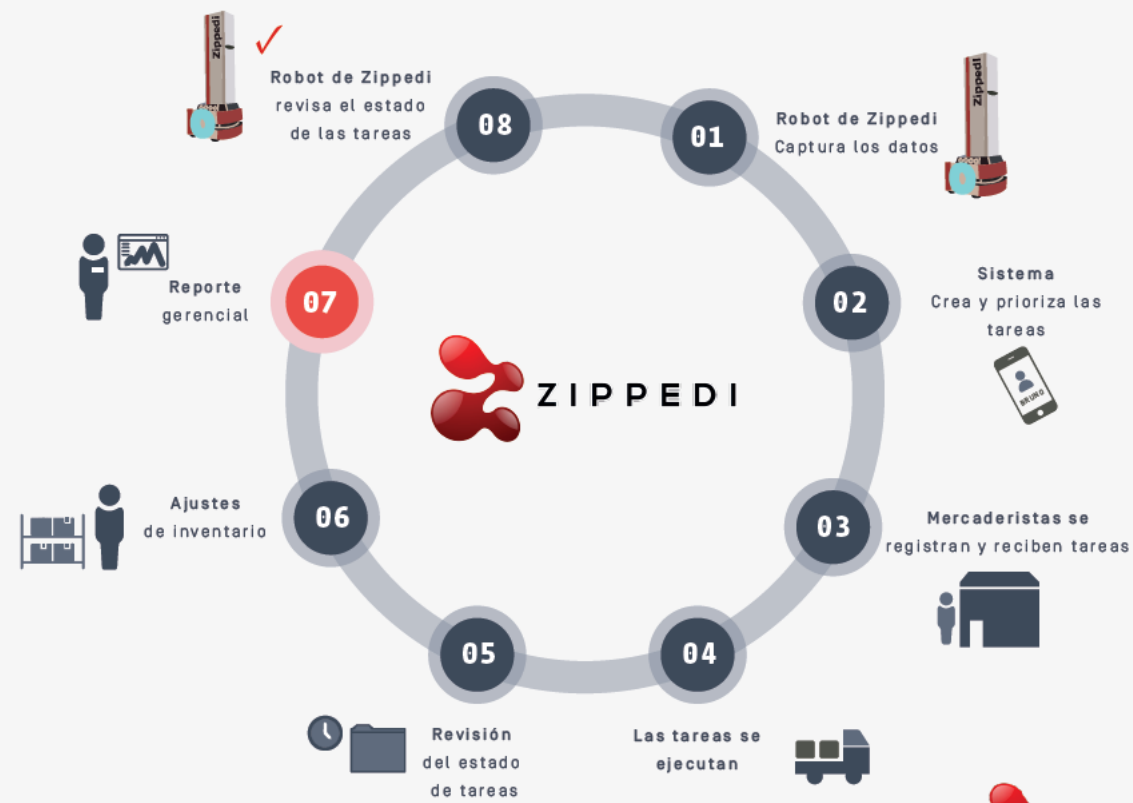 Zippedi
Robot de Zippedi
revisa el estado
de las tareas
08
01
Robot de Zippedi
Captura los datos
Zippedi
Reporte
gerencial
07
02
Sistema
Crea y prioriza las
tareas
BRUNO
ZIPPEDI
Ajustes
de inventario
06
03
Mercaderistas se
registran y reciben tareas
05
04
Revisión
del estado
de tareas
Las tareas se
ejecutan